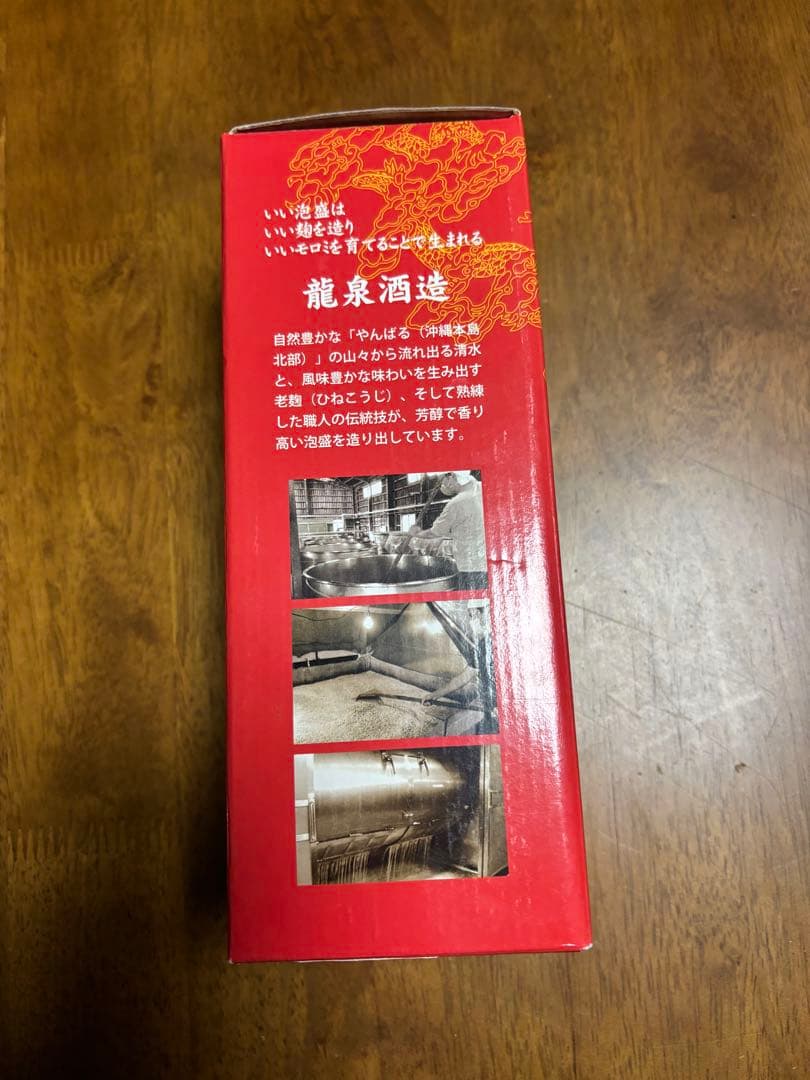 いい泡盛は
いい麹を造り
いいモロミを育てることで生まれる
龍泉酒造
自然豊かな「やんばる（沖縄本島
北部）」の山々から流れ出る清水
と、風味豊かな味わいを生み出す
老麹（ひねこうじ）、そして熟練
した職人の伝統技が、芳醇で香り
高い泡盛を造り出しています。